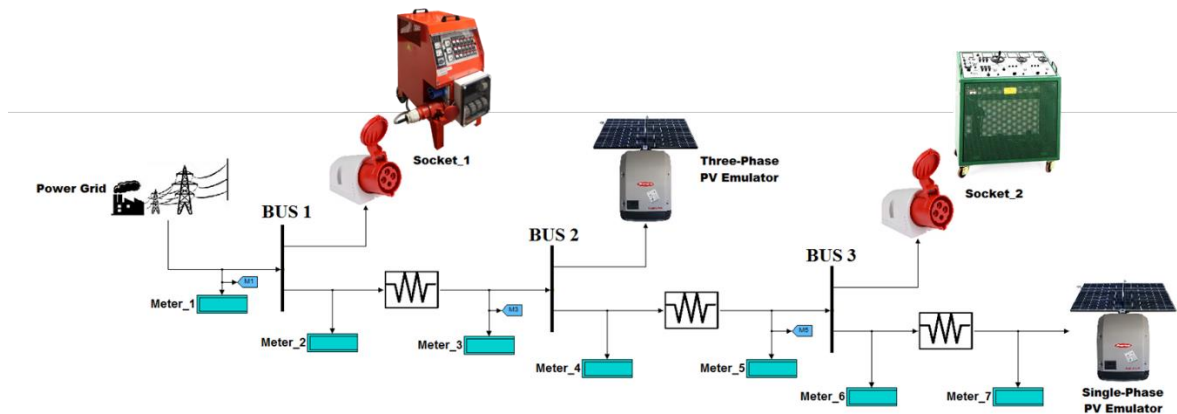 Socket_1
Three-Phase
PV Emulator
Socket_2
Power Grid
BUS 1
BUS 2
BUS 3
M1
Meter_1
Meter_2
M3
Meter_3
Meter_4
M5
Meter_5
Meter_6
Meter_7
Single-Phase
PV Emulator